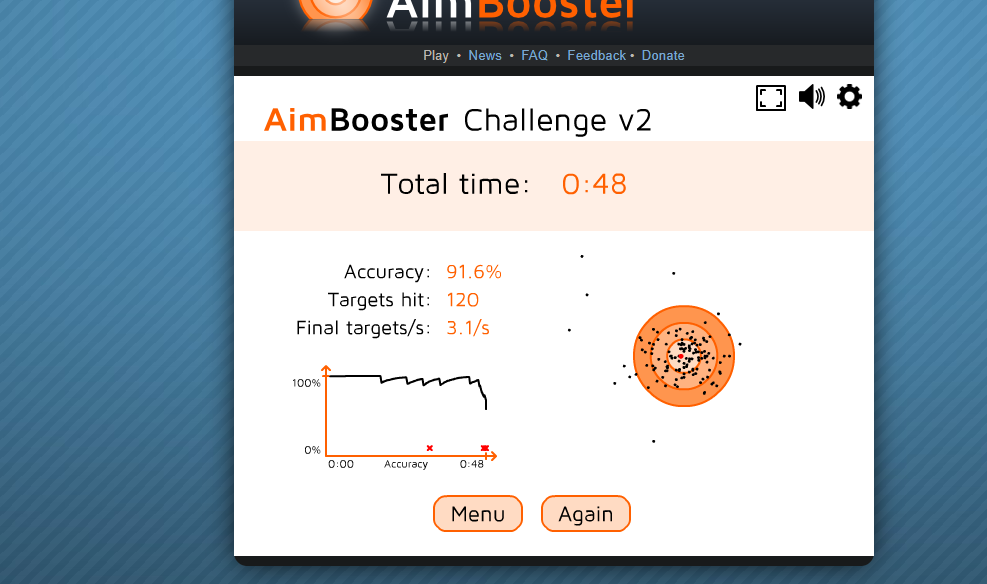 AimBooster
Play • News • FAQ • Feedback • Donate
AimBooster Challenge v2
Total time: 0:48
Accuracy: 91.6%
Targets hit: 120
Final targets/s: 3.1/s
100%
0%
0:00 Accuracy 0:48
Menu Again